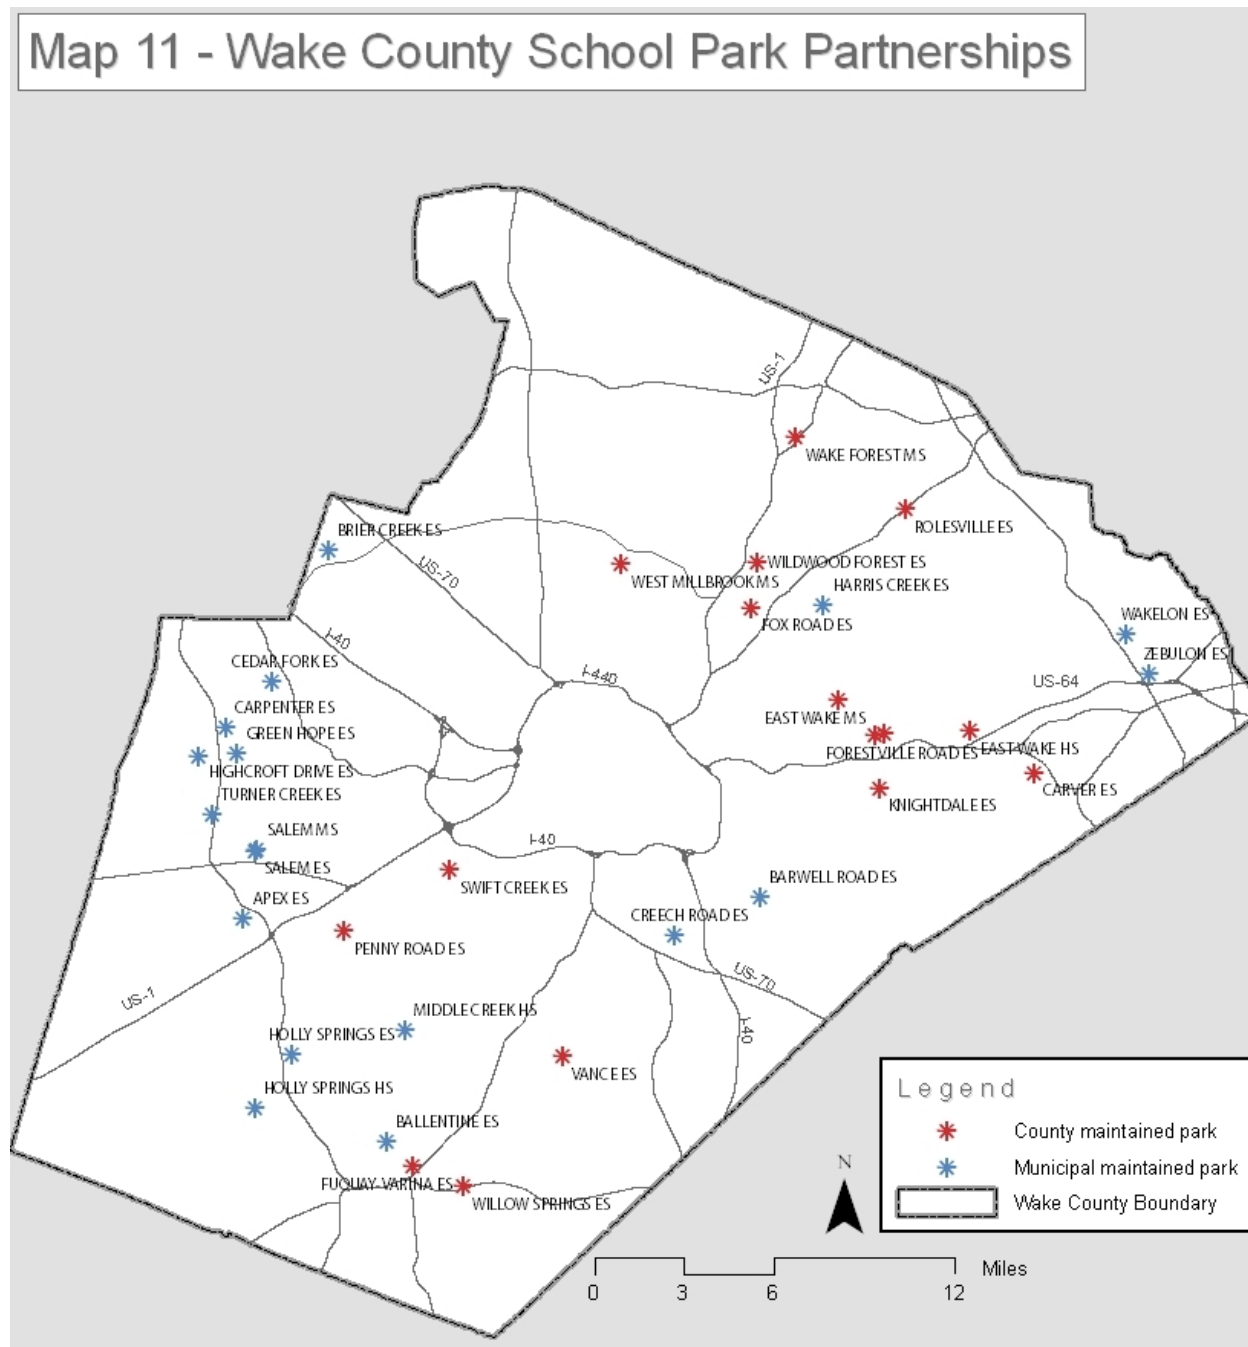 Map 11 - Wake County School Park Partnerships
US-1
WAKE FOREST MS
ROLESVILLE ES
BRIER CREEK ES
US-70
WILDWOOD FOREST ES
WEST MILLBROOK MS
HARRIS CREEK ES
FOX ROAD ES
WAKELON ES
ZEBULON ES
I-40
CEDAR FORK ES
I-440
US-64
CARPENTER ES
EAST WAKE MS
GREEN HOPE ES
FORESTVILLE ROAD ES
EAST WAKE HS
HIGHCROFT DRIVE ES
CARVER ES
TURNER CREEK ES
KNIGHTDALE ES
SALEM MS
I-40
SALEM ES
SWIFT CREEK ES
BARWELL ROAD ES
APEX ES
CREECH ROAD ES
PENNY ROAD ES
US-70
US-1
MIDDLE CREEK HS
I-40
HOLLY SPRINGS ES
VANCE ES
HOLLY SPRINGS HS
BALLENTINE ES
FUQUAY-VARINA ES
WILLOW SPRINGS ES
Legend
County maintained park
Municipal maintained park
Wake County Boundary
N
Miles
0 3 6 12